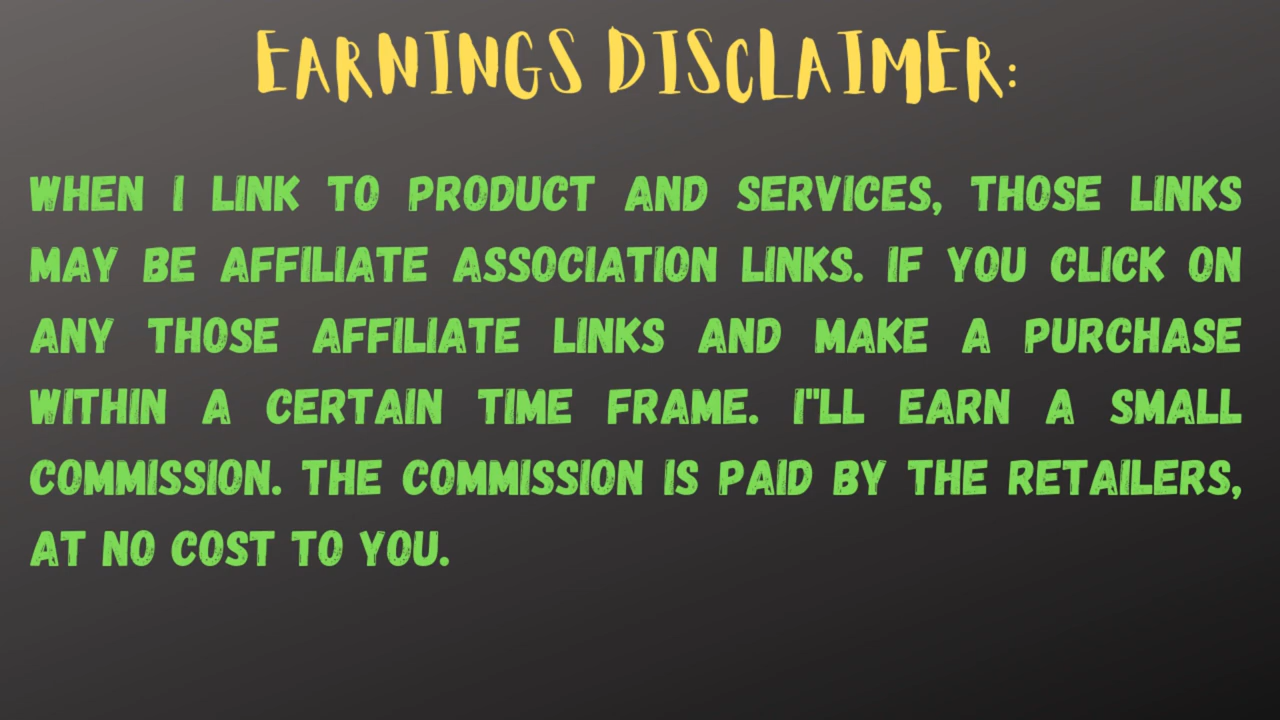 EARNINGS DISCLAIMER:
WHEN I LINK TO PRODUCT AND SERVICES, THOSE LINKS
MAY BE AFFILIATE ASSOCIATION LINKS. IF YOU CLICK ON
ANY THOSE AFFILIATE LINKS AND MAKE A PURCHASE
WITHIN A CERTAIN TIME FRAME. I"LL EARN A SMALL
COMMISSION. THE COMMISSION IS PAID BY THE RETAILERS,
AT NO COST TO YOU.